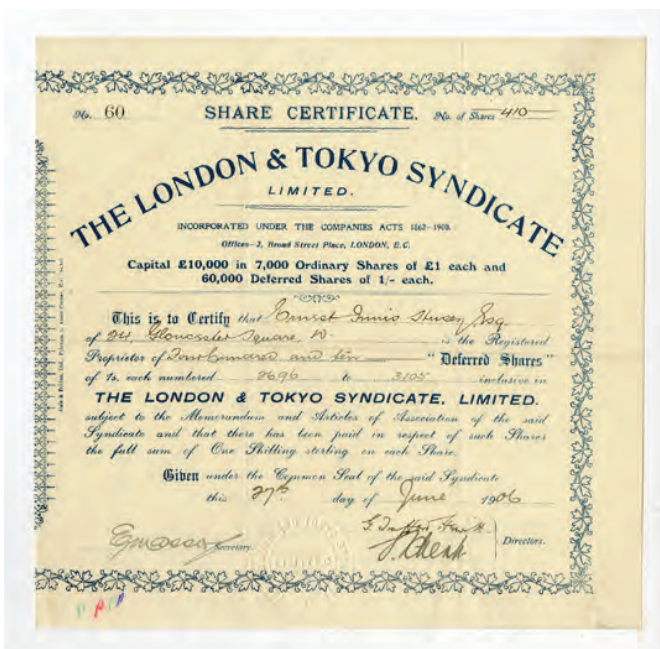 No. 60 SHARE CERTIFICATE. No. of Shares 410
THE LONDON & TOKYO SYNDICATE
LIMITED.
INCORPORATED UNDER THE COMPANIES ACTS 1862-1900.
Offices-2, Broad Street Place, LONDON, E.C.
Capital £10,000 in 7,000 Ordinary Shares of £1 each and
60,000 Deferred Shares of 1/- each.
This is to Certify that Ernest Innis Husey Esq.
of 24, Gloucester Square, W. is the Registered
Proprietor of Four hundred and ten "Deferred Shares"
of 1s. each numbered 2696 to 3105 inclusive in
THE LONDON & TOKYO SYNDICATE, LIMITED.
subject to the Memorandum and Articles of Association of the said
Syndicate and that there has been paid in respect of such Shares
the full sum of One Shilling sterling on each Share.
Given under the Common Seal of the said Syndicate
this 27th day of June 1906
Secretary.
Directors.